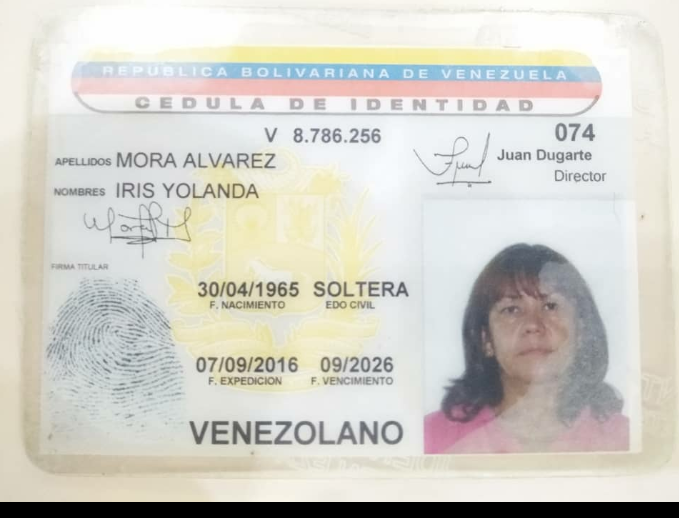 REPUBLICA BOLIVARIANA DE VENEZUELA
CEDULA DE IDENTIDAD
V 8.786.256
074
APELLIDOS MORA ALVAREZ
Juan Dugarte
Director
NOMBRES IRIS YOLANDA
FIRMA TITULAR
30/04/1965 SOLTERA
F. NACIMIENTO EDO CIVIL
07/09/2016 09/2026
F. EXPEDICION F. VENCIMIENTO
VENEZOLANO